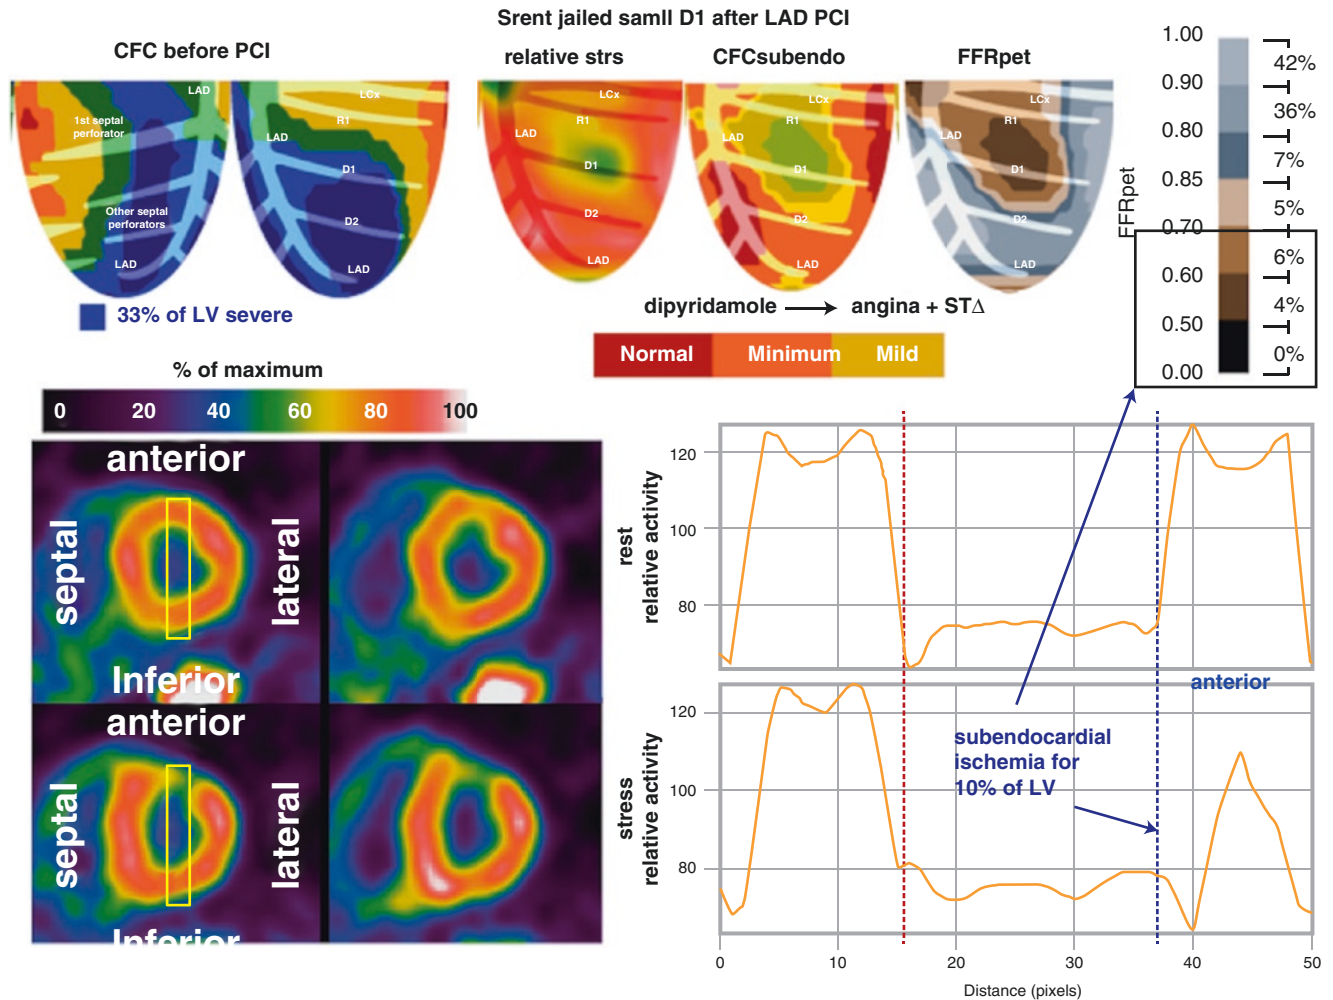 Srent jailed samll D1 after LAD PCI
CFC before PCI
relative strs
CFCsubendo
FFRpet
LAD
1st septal
perforator
Other septal
perforators
LAD
LCx
R1
LAD
D1
D2
LAD
LCx
R1
LAD
D1
D2
LAD
LCx
R1
LAD
D1
D2
LAD
LCx
R1
LAD
D1
D2
LAD
FFRpet
1.00
0.90
0.80
0.85
0.70
0.60
0.50
0.00
42%
36%
7%
5%
6%
4%
0%
33% of LV severe
dipyridamole → angina + STΔ
Normal Minimum Mild
% of maximum
0 20 40 60 80 100
anterior
septal
lateral
Inferior
anterior
septal
lateral
Inferior
rest
relative activity
120
100
80
stress
relative activity
120
100
80
anterior
subendocardial
ischemia for
10% of LV
0 10 20 30 40 50
Distance (pixels)